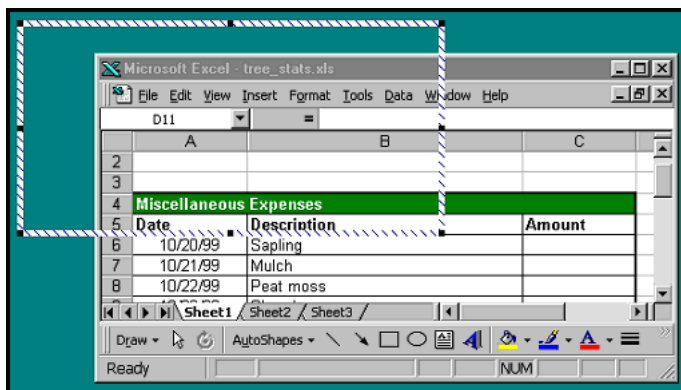 Microsoft Excel - tree_stats.xls
File Edit View Insert Format Tools Data Window Help
D11 =
A B C
2
3
4 Miscellaneous Expenses
5 Date Description Amount
6 10/20/99 Sapling
7 10/21/99 Mulch
8 10/22/99 Peat moss
Sheet1 Sheet2 Sheet3
Draw AutoShapes
Ready NUM